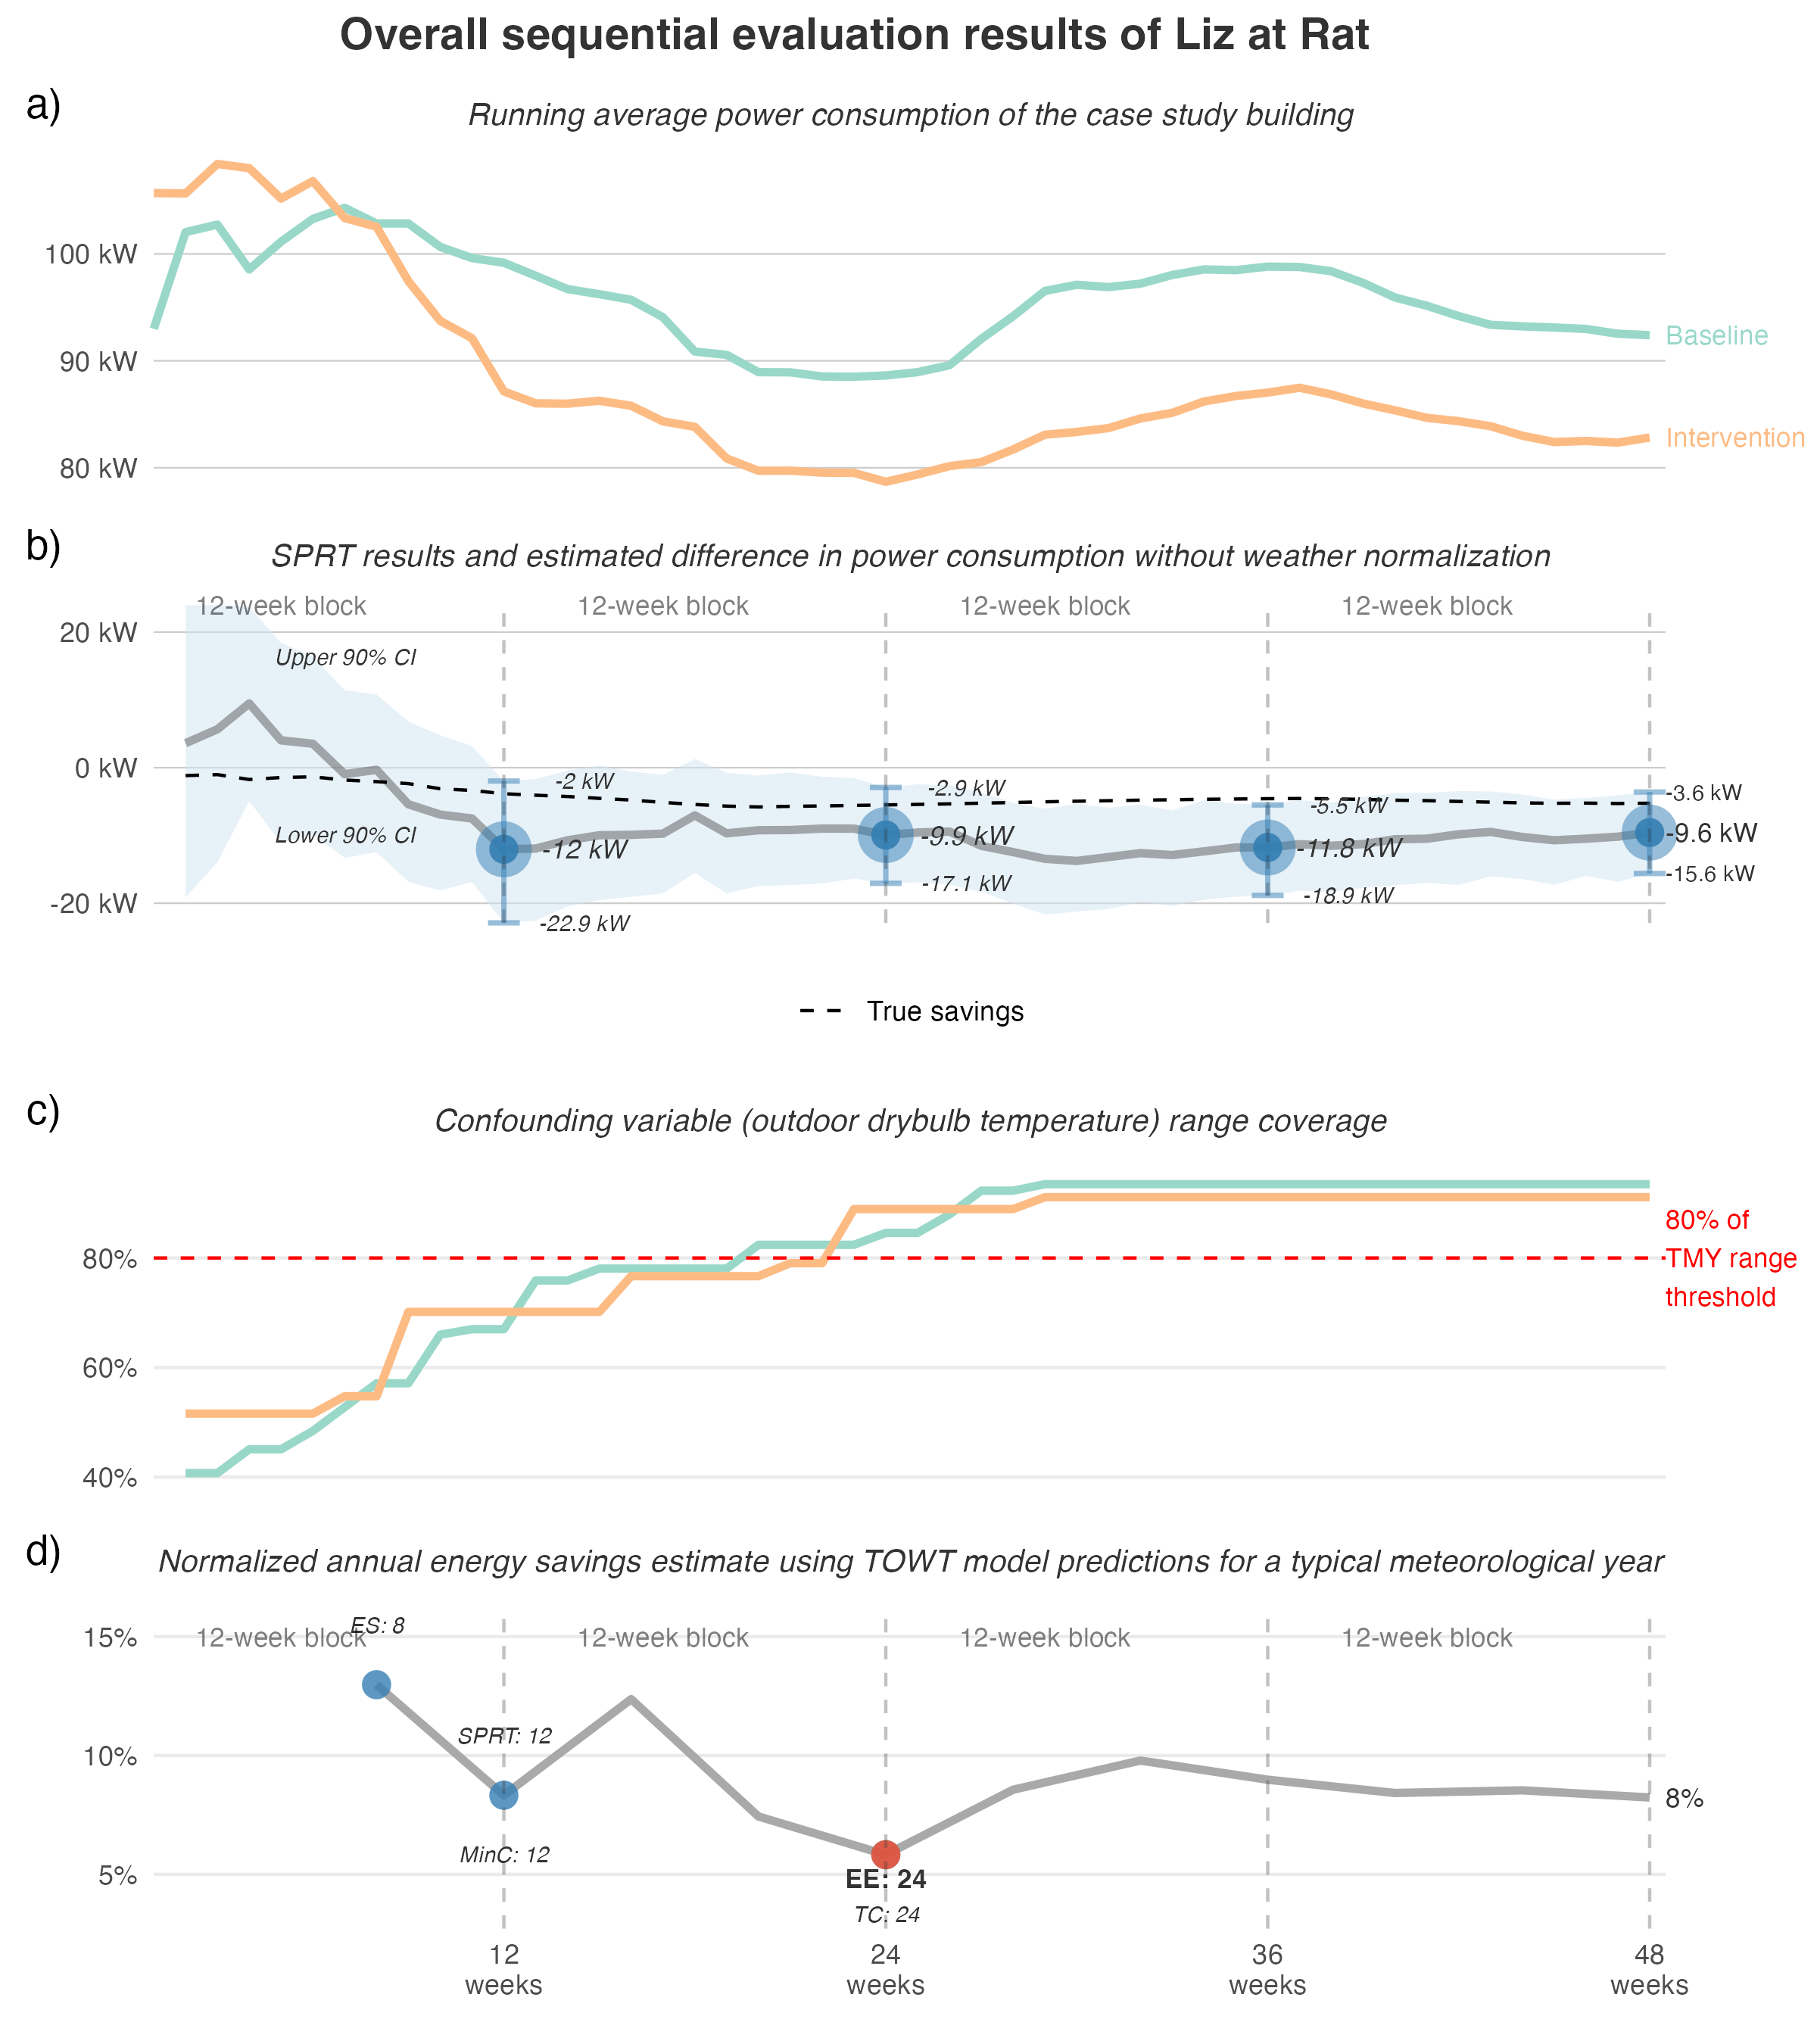 Overall sequential evaluation results of Liz at Rat
a)
Running average power consumption of the case study building
100 kW
90 kW
80 kW
Baseline
Intervention
b)
SPRT results and estimated difference in power consumption without weather normalization
12-week block 12-week block 12-week block 12-week block
20 kW
0 kW
-20 kW
Upper 90% CI
Lower 90% CI
-2 kW
-12 kW
-22.9 kW
-2.9 kW
-9.9 kW
-17.1 kW
-5.5 kW
-11.8 kW
-18.9 kW
-3.6 kW
-9.6 kW
-15.6 kW
True savings
c)
Confounding variable (outdoor drybulb temperature) range coverage
80%
60%
40%
80% of
TMY range
threshold
d)
Normalized annual energy savings estimate using TOWT model predictions for a typical meteorological year
12-week block 12-week block 12-week block 12-week block
15%
10%
5%
ES: 8
SPRT: 12
MinC: 12
EE: 24
TC: 24
8%
12
weeks
24
weeks
36
weeks
48
weeks